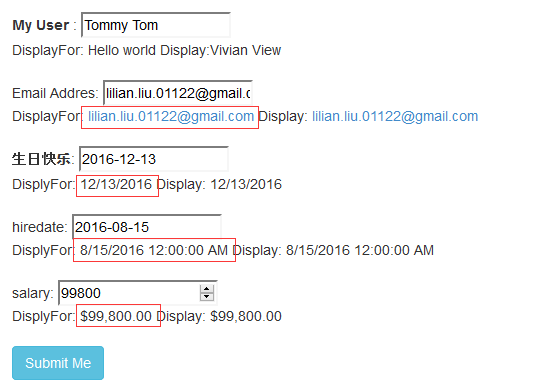 My User : Tommy Tom
DisplayFor: Hello world Display:Vivian View
Email Addres: lilian.liu.01122@gmail.c
DisplayFor: lilian.liu.01122@gmail.com Display: lilian.liu.01122@gmail.com
生日快乐: 2016-12-13
DisplyFor: 12/13/2016 Display: 12/13/2016
hiredate: 2016-08-15
DisplyFor: 8/15/2016 12:00:00 AM Display: 8/15/2016 12:00:00 AM
salary: 99800
DisplyFor: $99,800.00 Display: $99,800.00
Submit Me